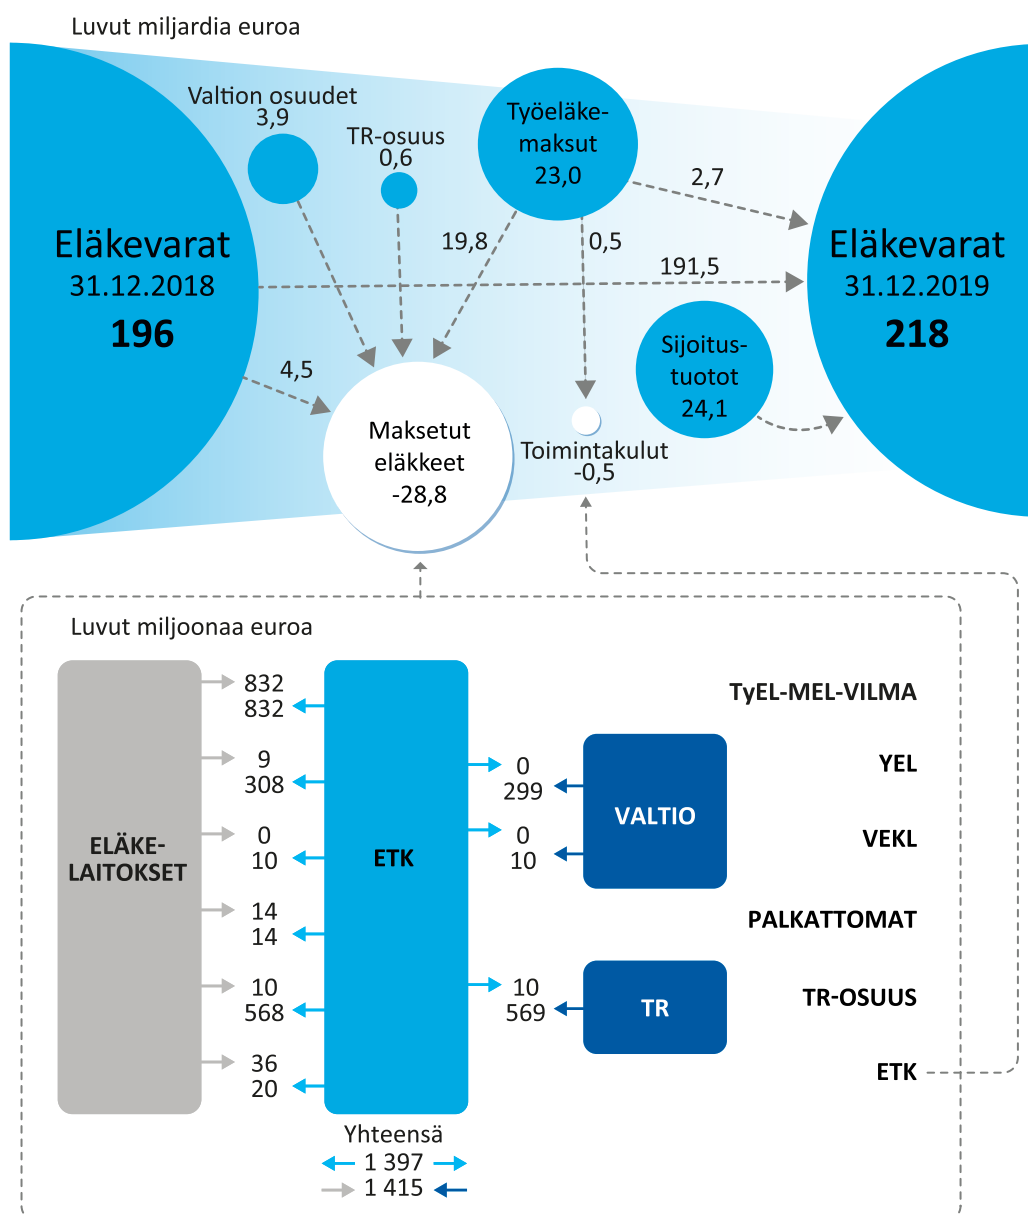 Luvut miljardia euroa
Valtion osuudet
3,9
TR-osuus
0,6
Työeläke-
maksut
23,0
2,7
19,8
0,5
191,5
Eläkevarat
31.12.2018
196
Eläkevarat
31.12.2019
218
4,5
Sijoitus-
tuotot
24,1
Maksetut
eläkkeet
-28,8
Toimintakulut
-0,5
Luvut miljoonaa euroa
ELÄKE-
LAITOKSET
ETK
VALTIO
TR
832
832
TyEL-MEL-VILMA
9
308
0
299
YEL
0
10
0
10
VEKL
14
14
PALKATTOMAT
10
568
10
569
TR-OSUUS
36
20
ETK
Yhteensä
1 397
1 415